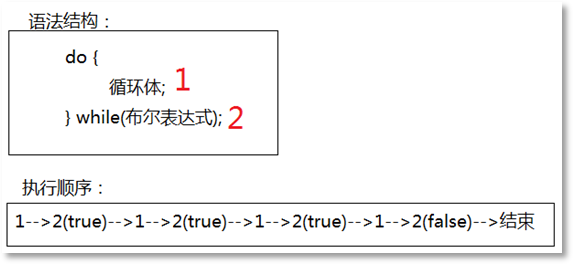 语法结构：
do {
循环体; 1
} while(布尔表达式); 2
执行顺序：
1-->2(true)-->1-->2(true)-->1-->2(true)-->1-->2(false)-->结束